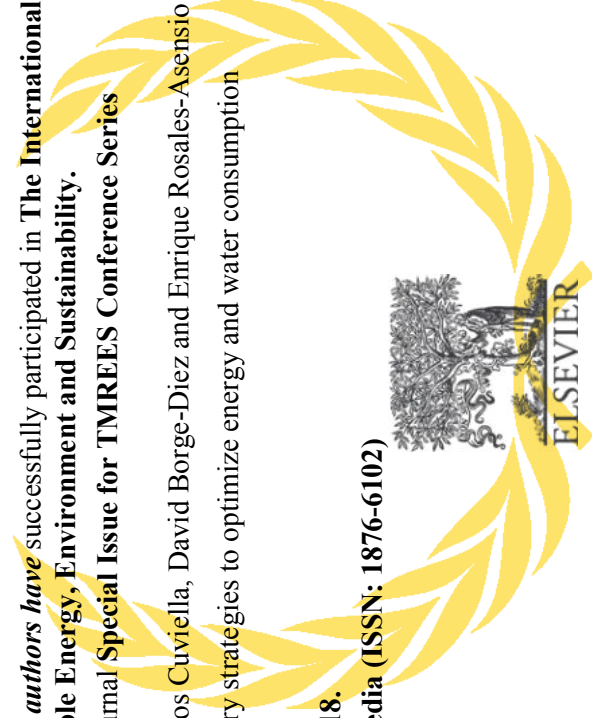 authors have successfully participated in The International
ble Energy, Environment and Sustainability.
urnal Special Issue for TMREES Conference Series
os Cuviella, David Borge-Diez and Enrique Rosales-Asensio
ry strategies to optimize energy and water consumption
18.
edia (ISSN: 1876-6102)
ELSEVIER